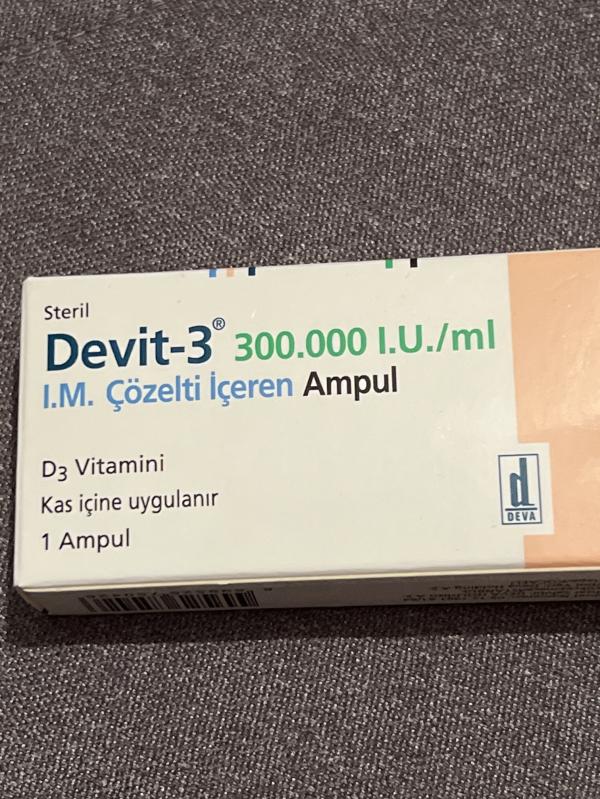 Steril
Devit-3® 300.000 I.U./ml
I.M. Çözelti İçeren Ampul
D3 Vitamini
Kas içine uygulanır
1 Ampul
d
DEVA